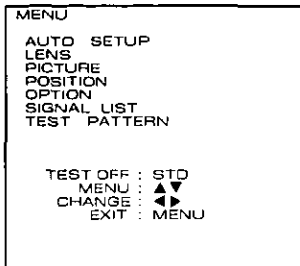 MENU
AUTO SETUP
LENS
PICTURE
POSITION
OPTION
SIGNAL LIST
TEST PATTERN
TEST OFF : STD
MENU : ▲▼
CHANGE : ◀▶
EXIT : MENU